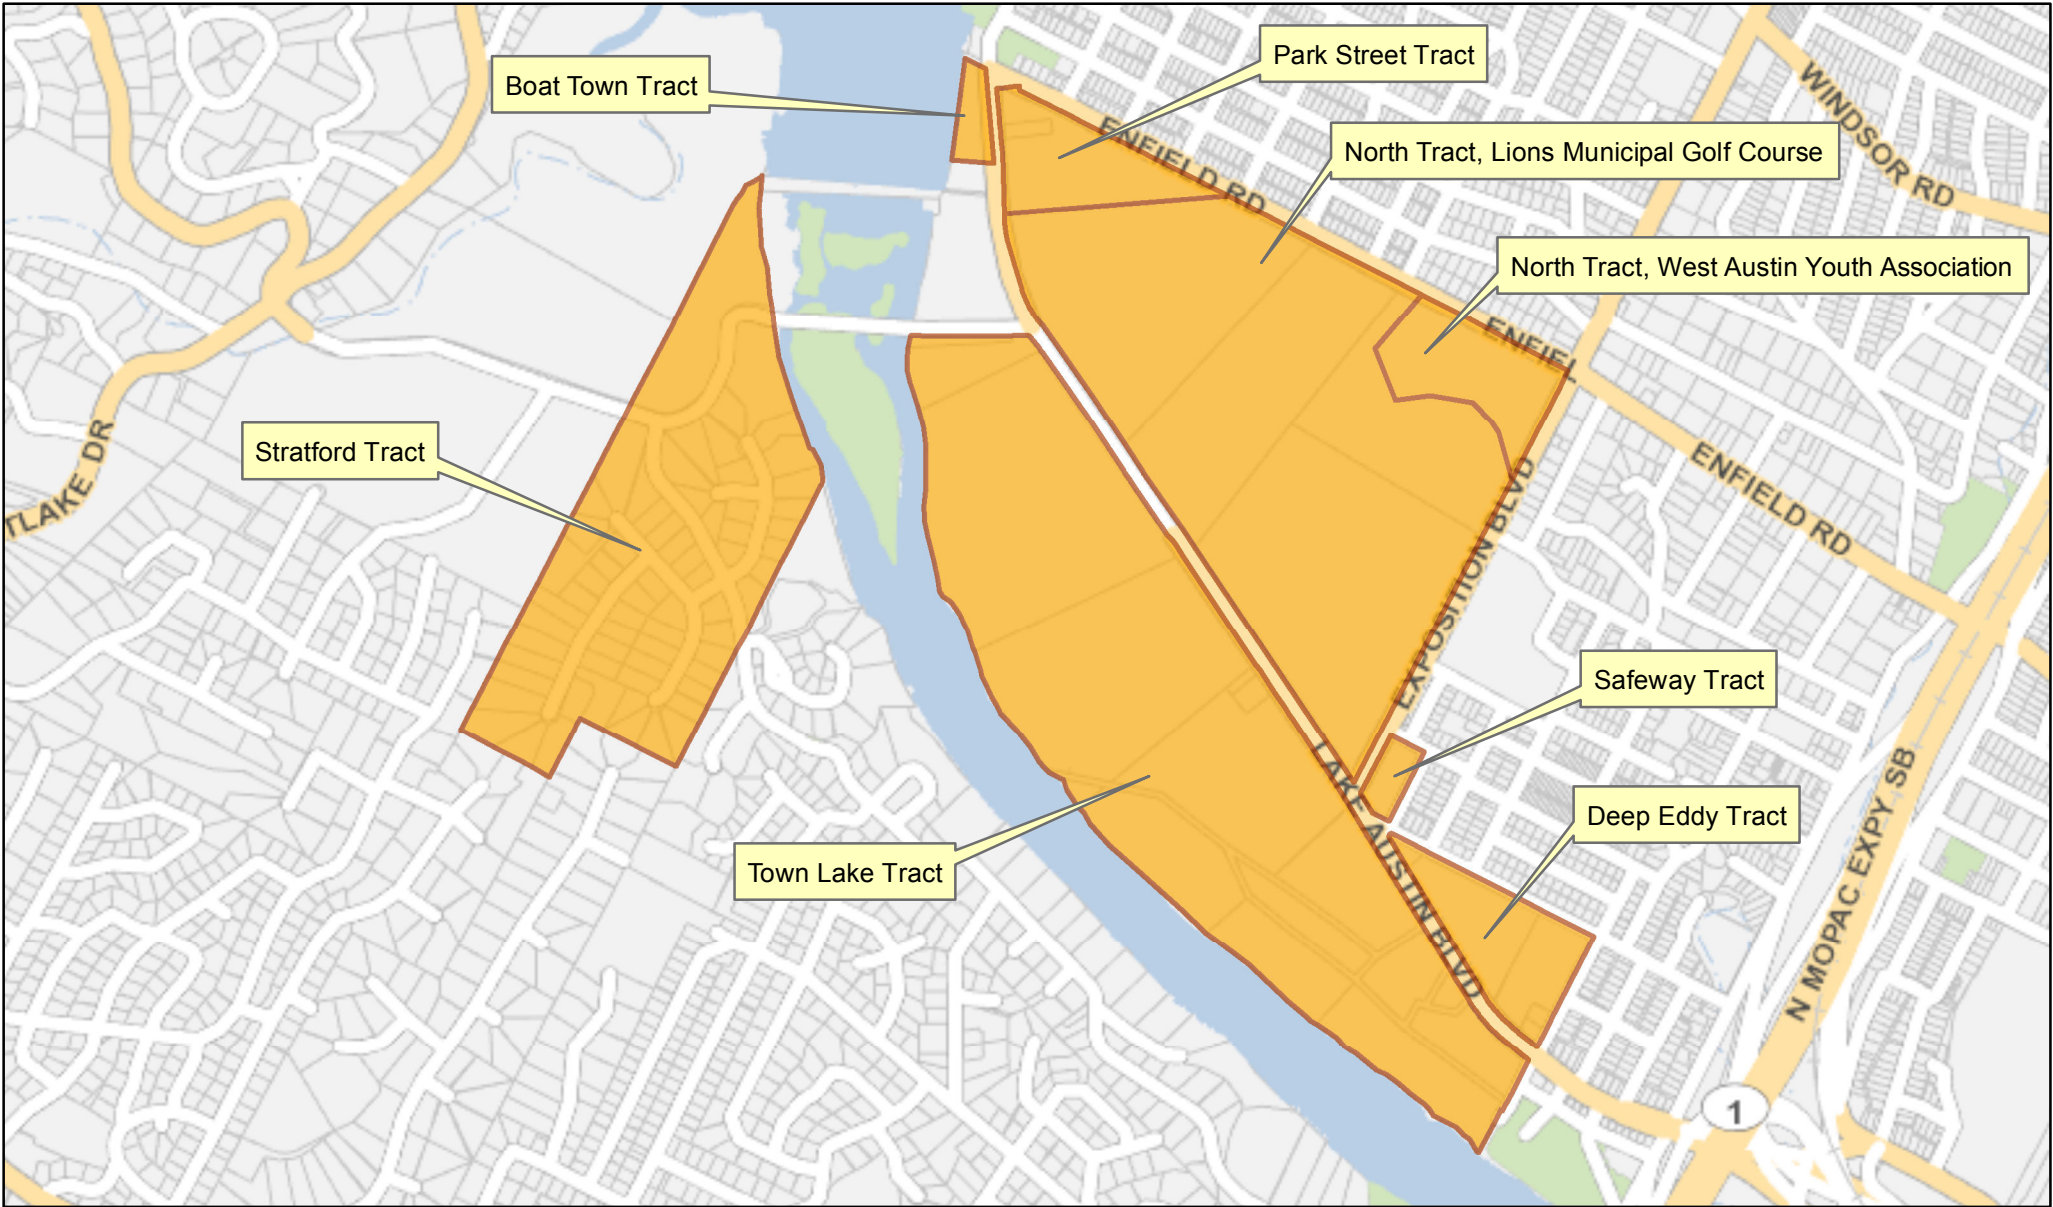 Park Street Tract
Boat Town Tract
WINDSOR RD
ENFIELD RD
North Tract, Lions Municipal Golf Course
North Tract, West Austin Youth Association
ENFIEL
Stratford Tract
TLAKE DR
ENFIELD RD
EXPOSITION BLVD
Safeway Tract
Deep Eddy Tract
LAKE AUSTIN BLVD
Town Lake Tract
N MOPAC EXPY SB
1